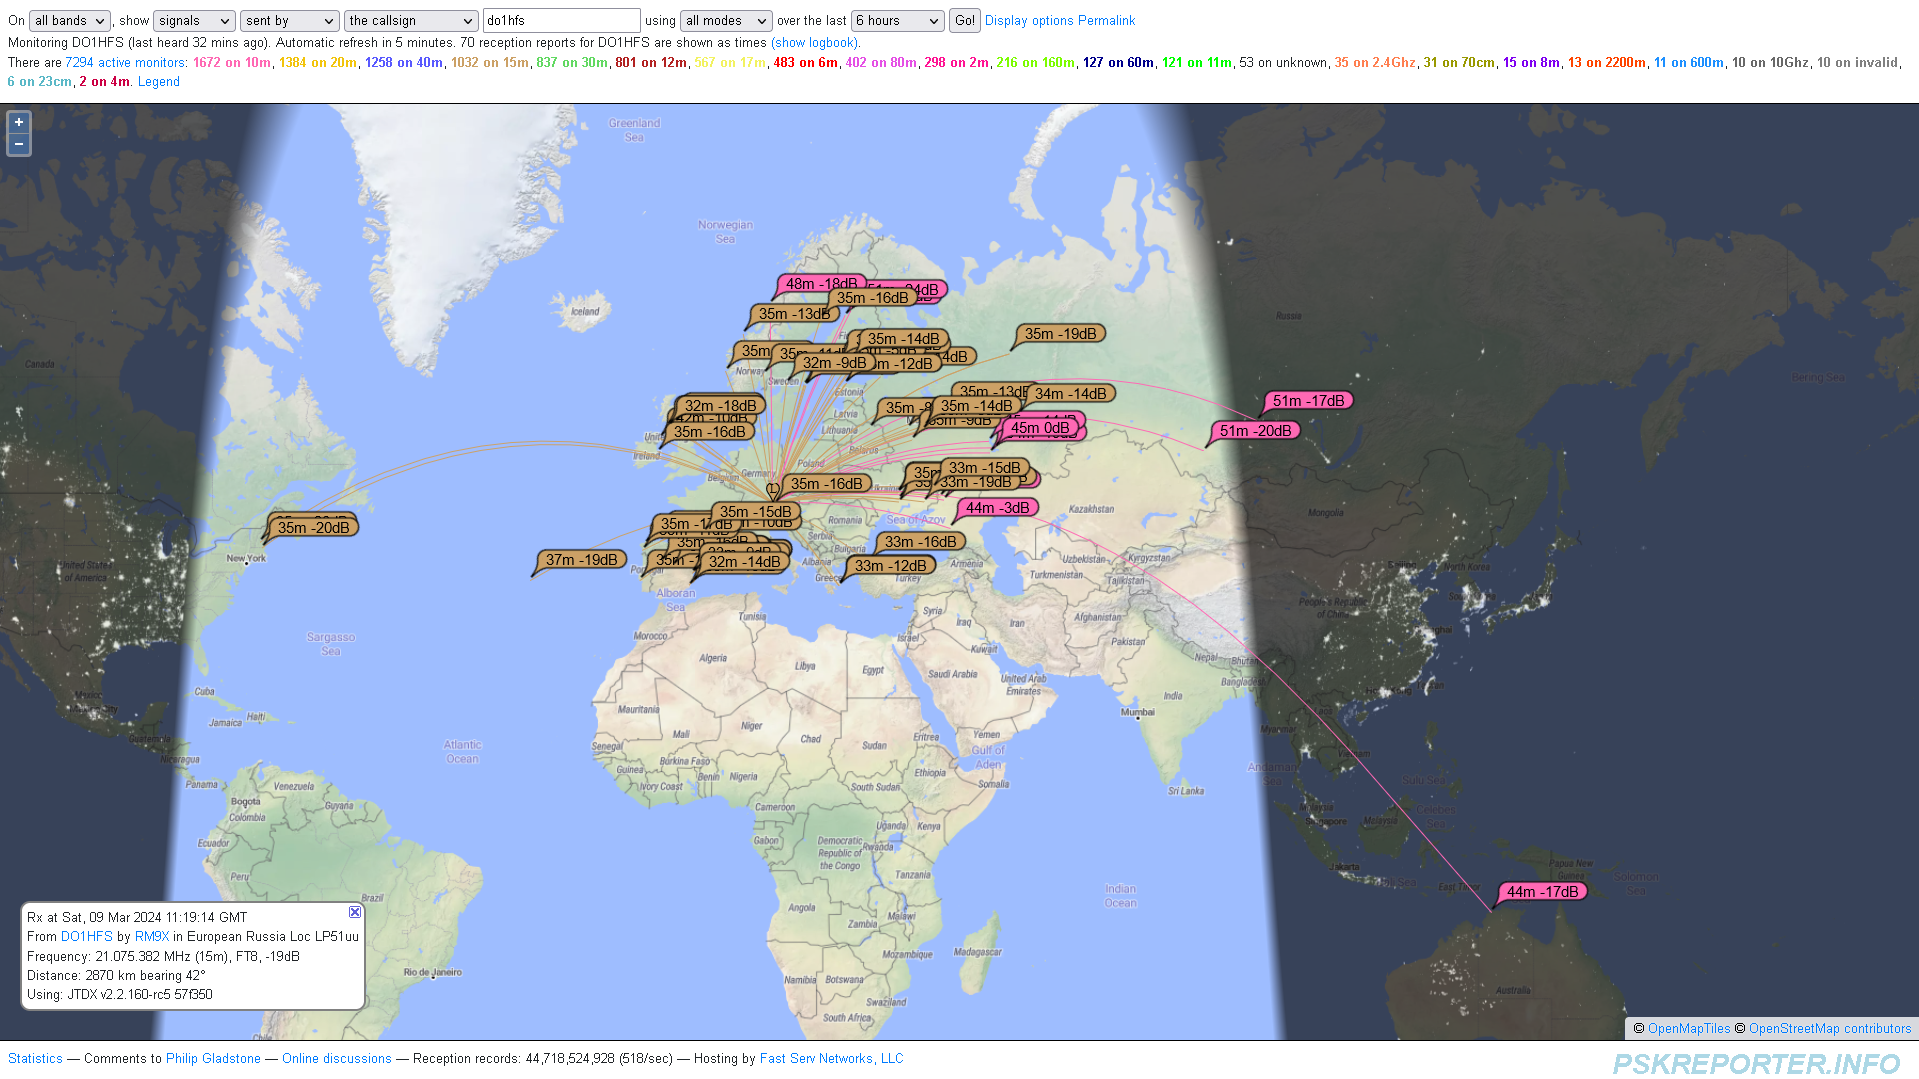 On all bands , show signals sent by the callsign do1hfs using all modes over the last 6 hours Go! Display options Permalink
Monitoring DO1HFS (last heard 32 mins ago). Automatic refresh in 5 minutes. 70 reception reports for DO1HFS are shown as times (show logbook).
There are 7294 active monitors: 1672 on 10m, 1384 on 20m, 1258 on 40m, 1032 on 15m, 837 on 30m, 801 on 12m, 567 on 17m, 483 on 6m, 402 on 80m, 298 on 2m, 216 on 160m, 127 on 60m, 121 on 11m, 53 on unknown, 35 on 2.4Ghz, 31 on 70cm, 15 on 8m, 13 on 2200m, 11 on 600m, 10 on 10Ghz, 10 on invalid,
6 on 23cm, 2 on 4m. Legend
+
−
Greenland
Sea
Norwegian
Sea
48m -18dB
35m -16dB
Iceland
35m -13dB
Russia
35m -19dB
35m -14dB
32m -9dB
-12dB
Canada
Norway
Sweden
Bering Sea
Estonia
35m -13dB
34m -14dB
51m -17dB
32m -18dB
35m -14dB
Latvia
35m -16dB
45m 0dB
51m -20dB
Lithuania
Belarus
Ireland
Poland
Germany
33m -15dB
Belgium
35m -16dB
33m -19dB
44m -3dB
Kazakhstan
Mongolia
35m -15dB
Romania
Sea of Azov
35m -20dB
Serbia
33m -16dB
New York
Bulgaria
37m -19dB
32m -14dB
Albania
33m -12dB
Armenia
Uzbekistan
Kyrgyzstan
Beijing
North Korea
United States
of America
Greece
Turkey
Turkmenistan
Tajikistan
Alboran
Sea
Tunisia
Syria
People's Republic
of China
Sargasso
Sea
Morocco
Israel
Iraq
Iran
Afghanistan
Pakistan
Kuwait
Algeria
Libya
Egypt
Saudi Arabia
United Arab
Emirates
Nepal
Bhutan
Bangladesh
Mexico
Cuba
Jamaica
Haiti
Mauritania
India
Mumbai
Laos
Myanmar
Mali
Niger
Chad
Sudan
Eritrea
Yemen
Gulf of
Aden
Guatemala
Nicaragua
Atlantic
Ocean
Senegal
Burkina Faso
Vietnam
Guinea
Benin
Nigeria
Ethiopia
Andaman
Sea
Sulu Sea
Panama
Venezuela
Ivory Coast
South Sudan
Somalia
Sri Lanka
Bogota
Colombia
Guyana
Cameroon
Malaysia
Singapore
Celebes
Sea
Uganda
Kenya
Ecuador
Gabon
Democratic
Republic of
the Congo
Rwanda
Jakarta
Papua New
Guinea
Peru
Tanzania
East Timor
Solomon
Sea
Brazil
Indian
Ocean
44m -17dB
Angola
Malawi
Zambia
Mozambique
Madagascar
Rio de Janeiro
Namibia
Botswana
Australia
Swaziland
South Africa
Rx at Sat, 09 Mar 2024 11:19:14 GMT
From DO1HFS by RM9X in European Russia Loc LP51uu
Frequency: 21.075.382 MHz (15m), FT8, -19dB
Distance: 2870 km bearing 42°
Using: JTDX v2.2.160-rc5 57f350
© OpenMapTiles © OpenStreetMap contributors
Statistics — Comments to Philip Gladstone — Online discussions — Reception records: 44,718,524,928 (518/sec) — Hosting by Fast Serv Networks, LLC
PSKREPORTER.INFO